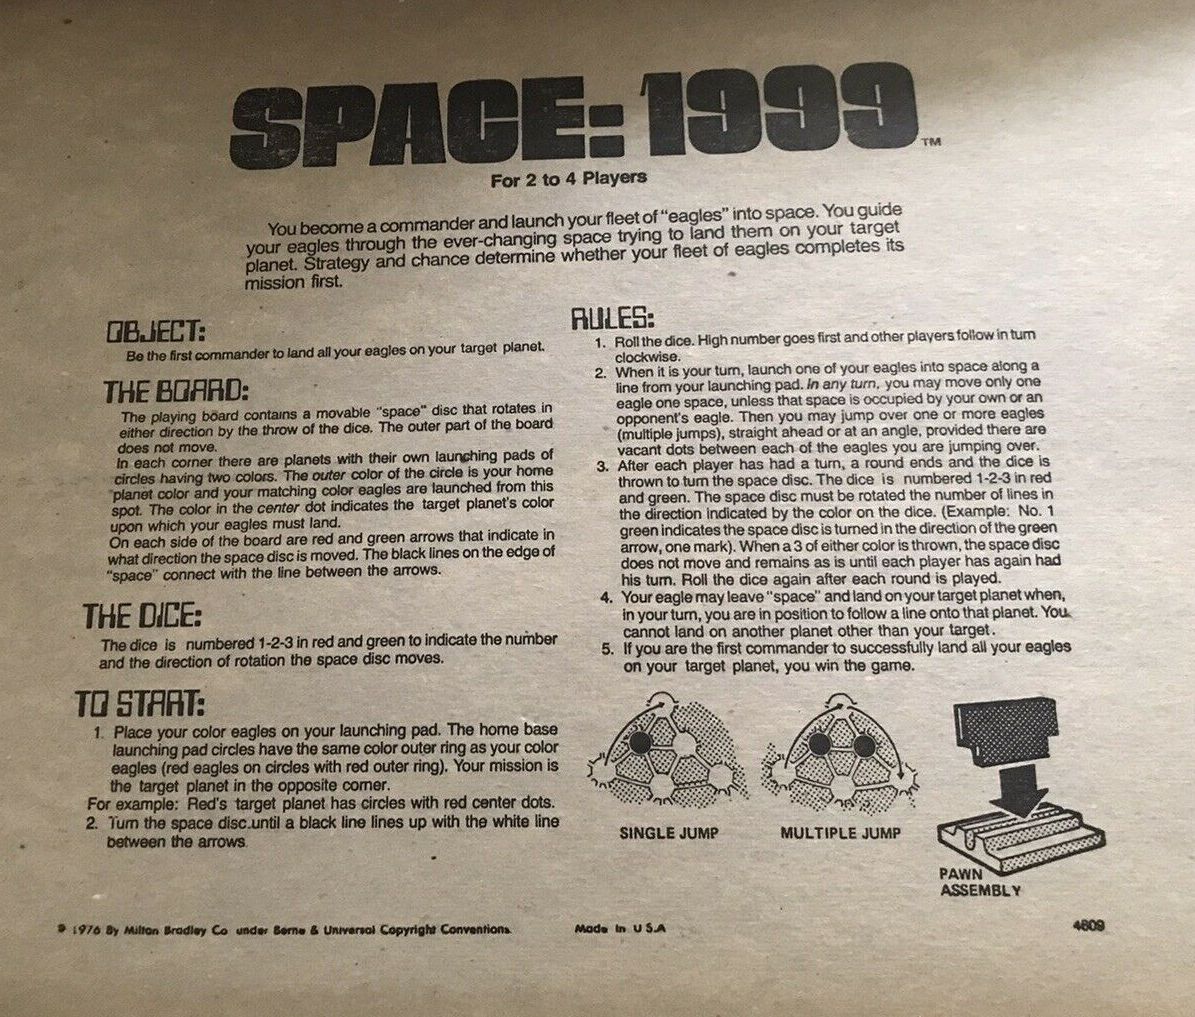 SPACE: 1999 TM
For 2 to 4 Players
You become a commander and launch your fleet of "eagles" into space. You guide
your eagles through the ever-changing space trying to land them on your target
planet. Strategy and chance determine whether your fleet of eagles completes its
mission first.
OBJECT:
Be the first commander to land all your eagles on your target planet.
THE BOARD:
The playing board contains a movable "space" disc that rotates in
either direction by the throw of the dice. The outer part of the board
does not move.
In each corner there are planets with their own launching pads of
circles having two colors. The outer color of the circle is your home
planet color and your matching color eagles are launched from this
spot. The color in the center dot indicates the target planet's color
upon which your eagles must land.
On each side of the board are red and green arrows that indicate in
what direction the space disc is moved. The black lines on the edge of
"space" connect with the line between the arrows.
THE DICE:
The dice is numbered 1-2-3 in red and green to indicate the number
and the direction of rotation the space disc moves.
TO START:
1. Place your color eagles on your launching pad. The home base
launching pad circles have the same color outer ring as your color
eagles (red eagles on circles with red outer ring). Your mission is
the target planet in the opposite corner.
For example: Red's target planet has circles with red center dots.
2. Turn the space disc until a black line lines up with the white line
between the arrows.
RULES:
1. Roll the dice. High number goes first and other players follow in turn
clockwise.
2. When it is your turn, launch one of your eagles into space along a
line from your launching pad. In any turn, you may move only one
eagle one space, unless that space is occupied by your own or an
opponent's eagle. Then you may jump over one or more eagles
(multiple jumps), straight ahead or at an angle, provided there are
vacant dots between each of the eagles you are jumping over.
3. After each player has had a turn, a round ends and the dice is
thrown to turn the space disc. The dice is numbered 1-2-3 in red
and green. The space disc must be rotated the number of lines in
the direction indicated by the color on the dice. (Example: No. 1
green indicates the space disc is turned in the direction of the green
arrow, one mark). When a 3 of either color is thrown, the space disc
does not move and remains as is until each player has again had
his turn. Roll the dice again after each round is played.
4. Your eagle may leave "space" and land on your target planet when,
in your turn, you are in position to follow a line onto that planet. You
cannot land on another planet other than your target.
5. If you are the first commander to successfully land all your eagles
on your target planet, you win the game.
SINGLE JUMP
MULTIPLE JUMP
PAWN
ASSEMBLY
© 1976 By Milton Bradley Co under Berne & Universal Copyright Conventions
Made In U S.A
4609